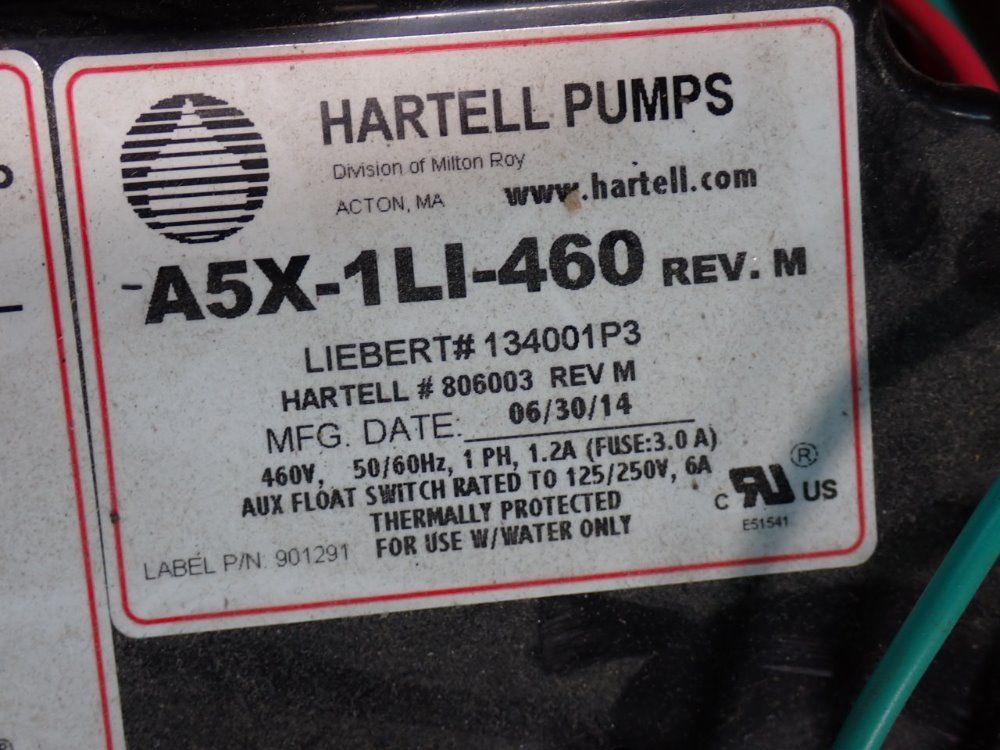 HARTELL PUMPS
Division of Milton Roy
ACTON, MA www.hartell.com
A5X-1LI-460 REV. M
LIEBERT# 134001P3
HARTELL # 806003 REV M
MFG. DATE: 06/30/14
460V, 50/60Hz, 1 PH, 1.2A (FUSE:3.0 A)
AUX FLOAT SWITCH RATED TO 125/250V, 6A
THERMALLY PROTECTED
FOR USE W/WATER ONLY
LABEL P/N: 901291
C RU ® US
E51541